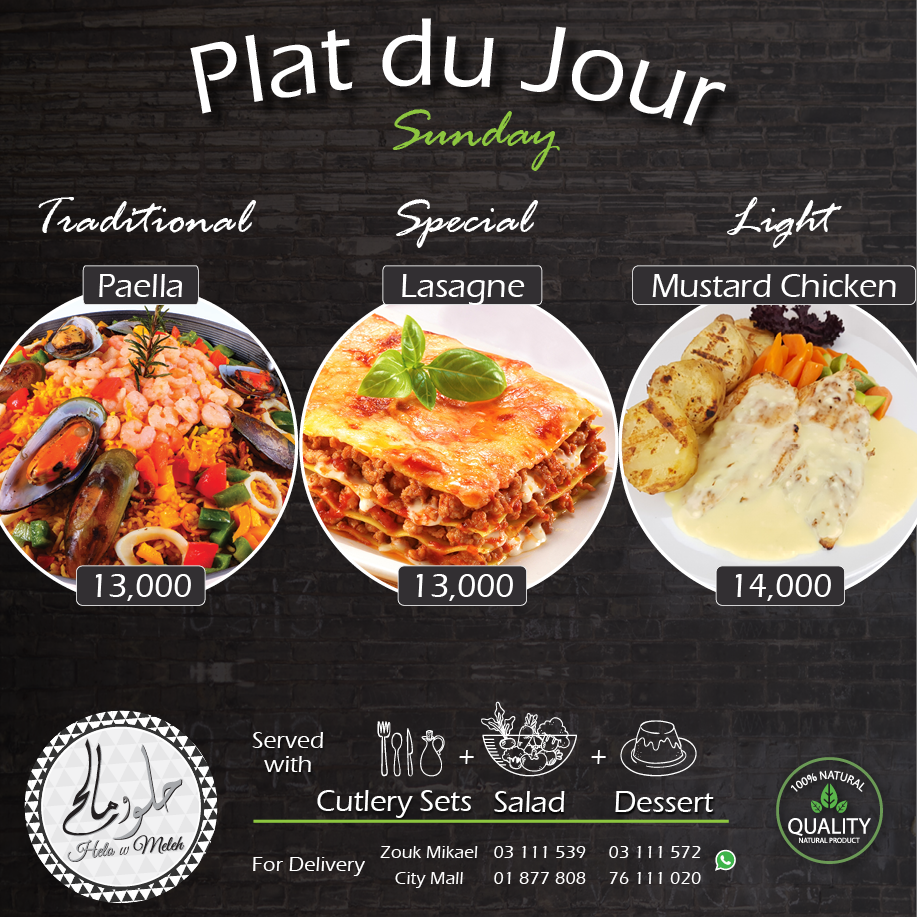 Plat du Jour
Sunday
Traditional
Special
Light
Paella
Lasagne
Mustard Chicken
13,000
13,000
14,000
حلو ومالح
Helo w Meleh
Served
with
+
+
Cutlery Sets
Salad
Dessert
For Delivery
Zouk Mikael 03 111 539 03 111 572
City Mall 01 877 808 76 111 020
100% NATURAL
QUALITY
NATURAL PRODUCT